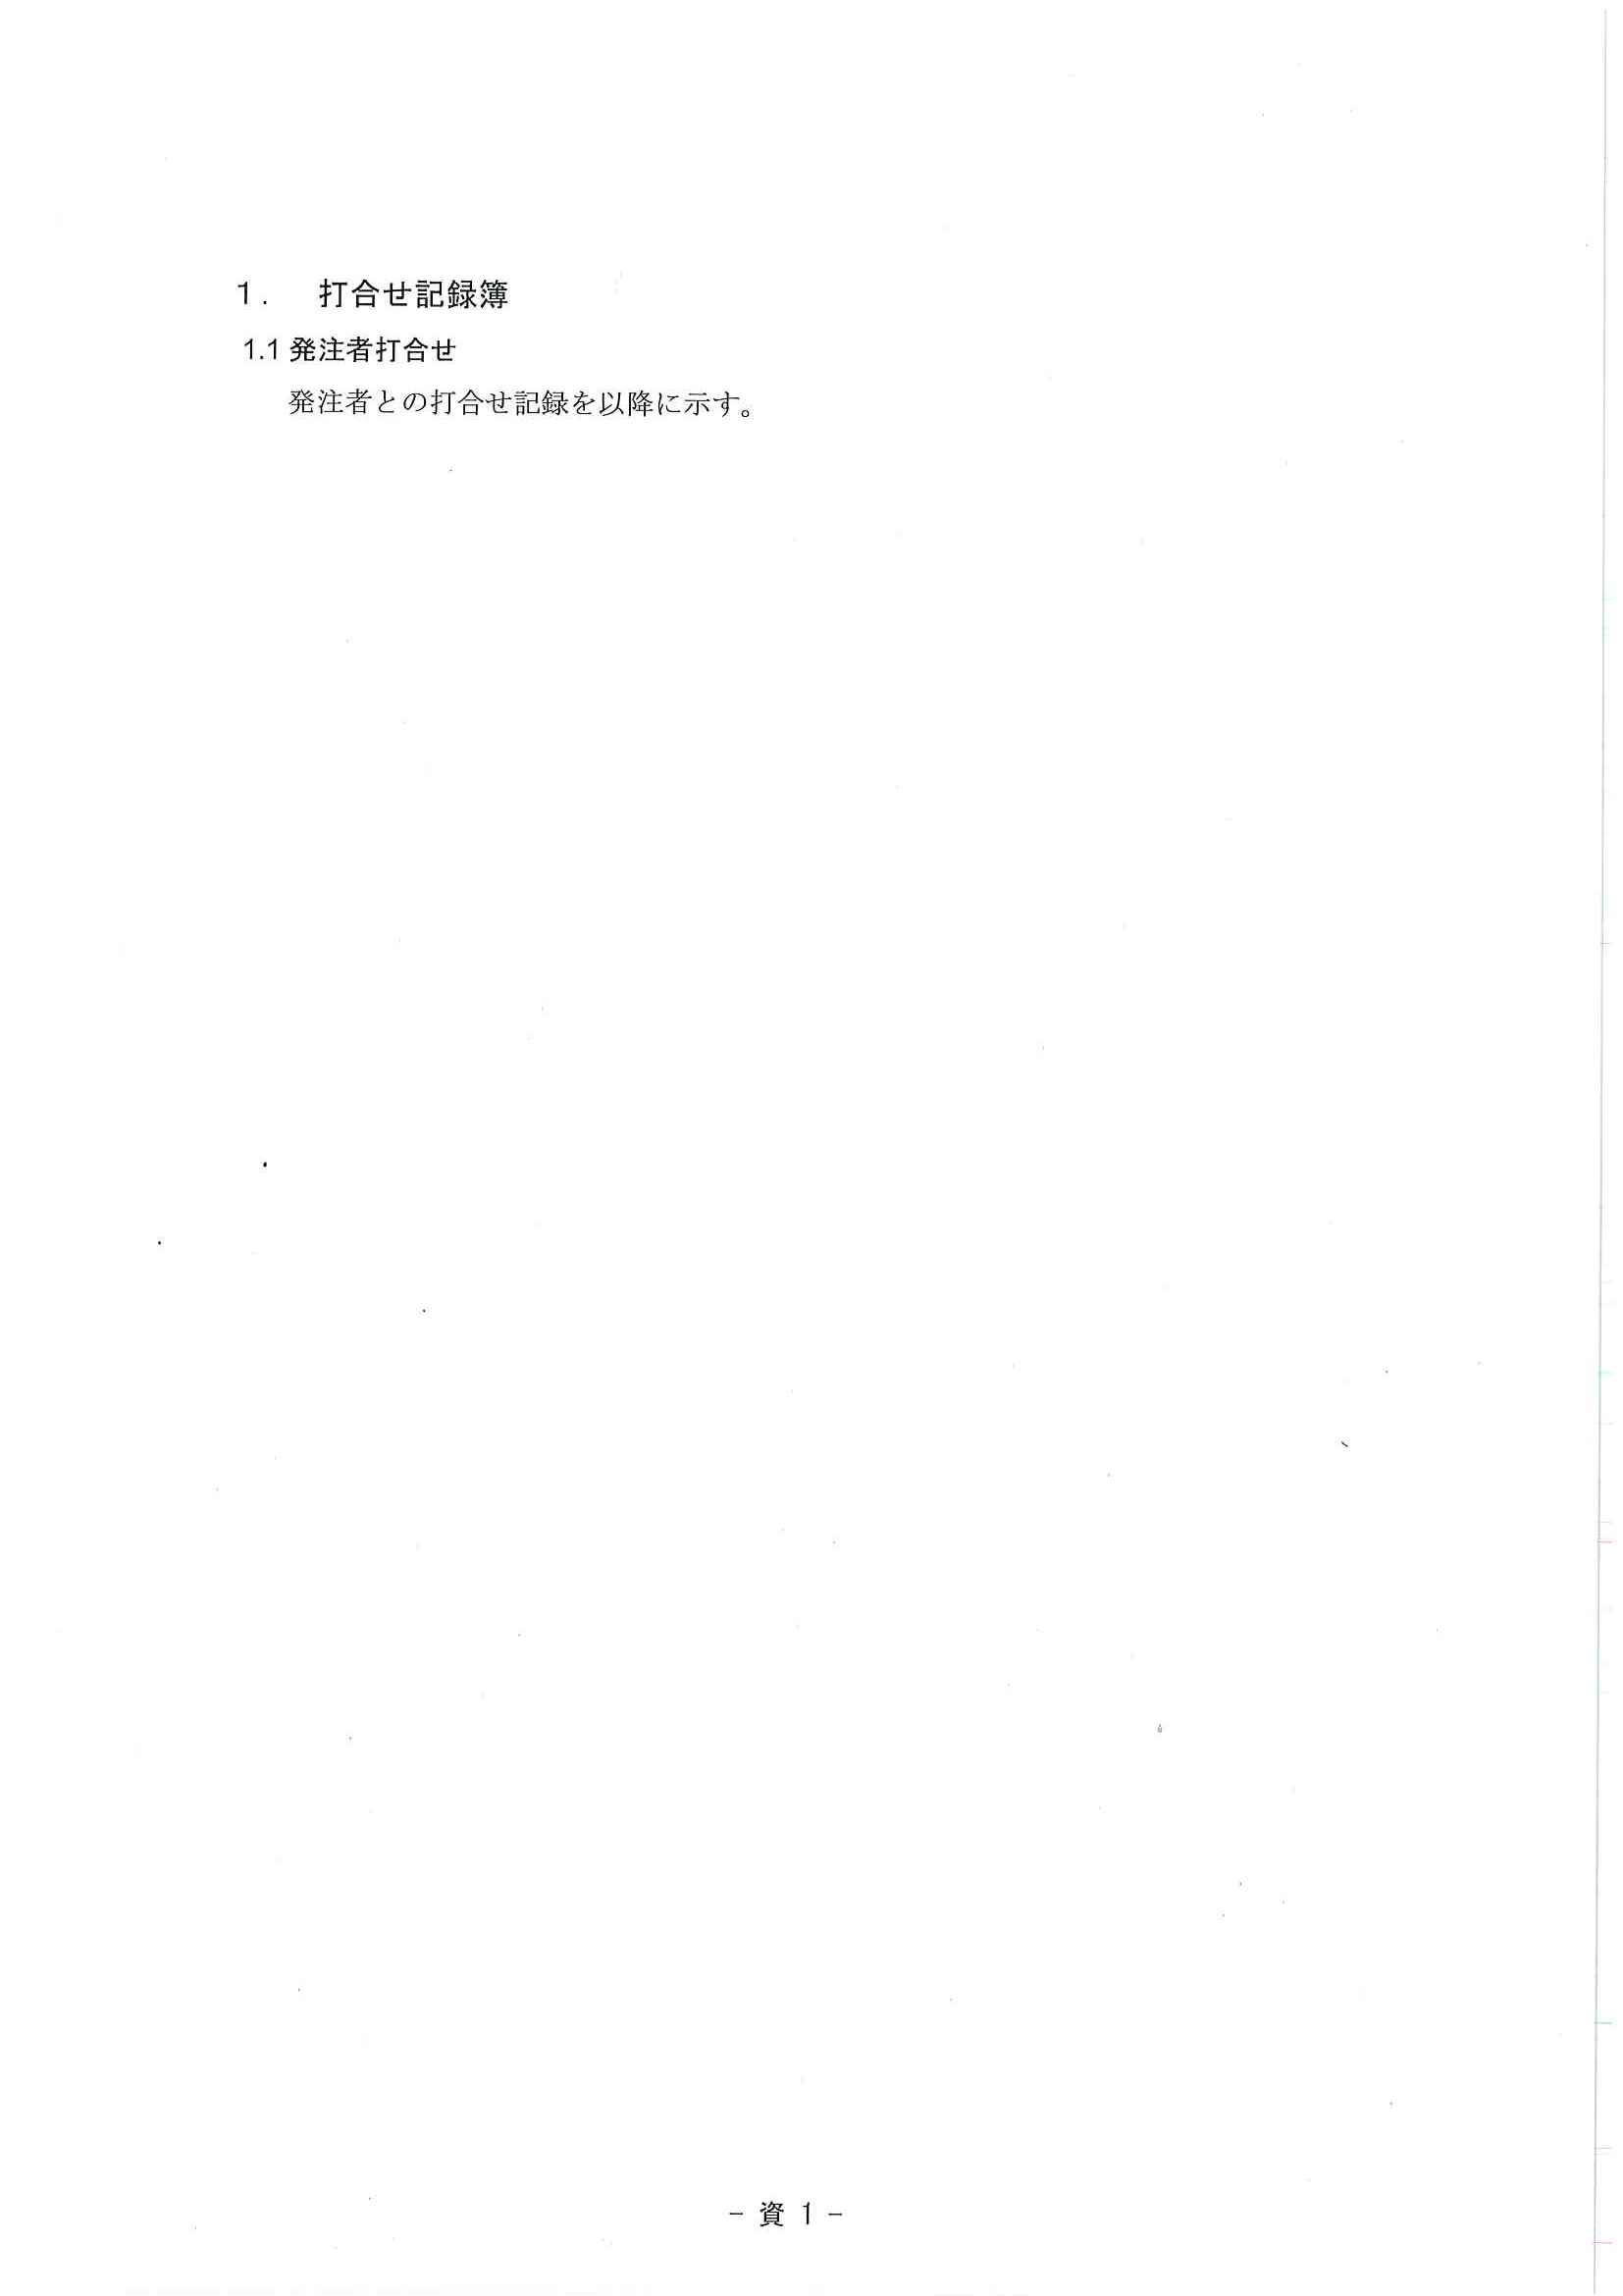 1.　打合せ記録簿
1.1 発注者打合せ
発注者との打合せ記録を以降に示す。
- 資 1 -